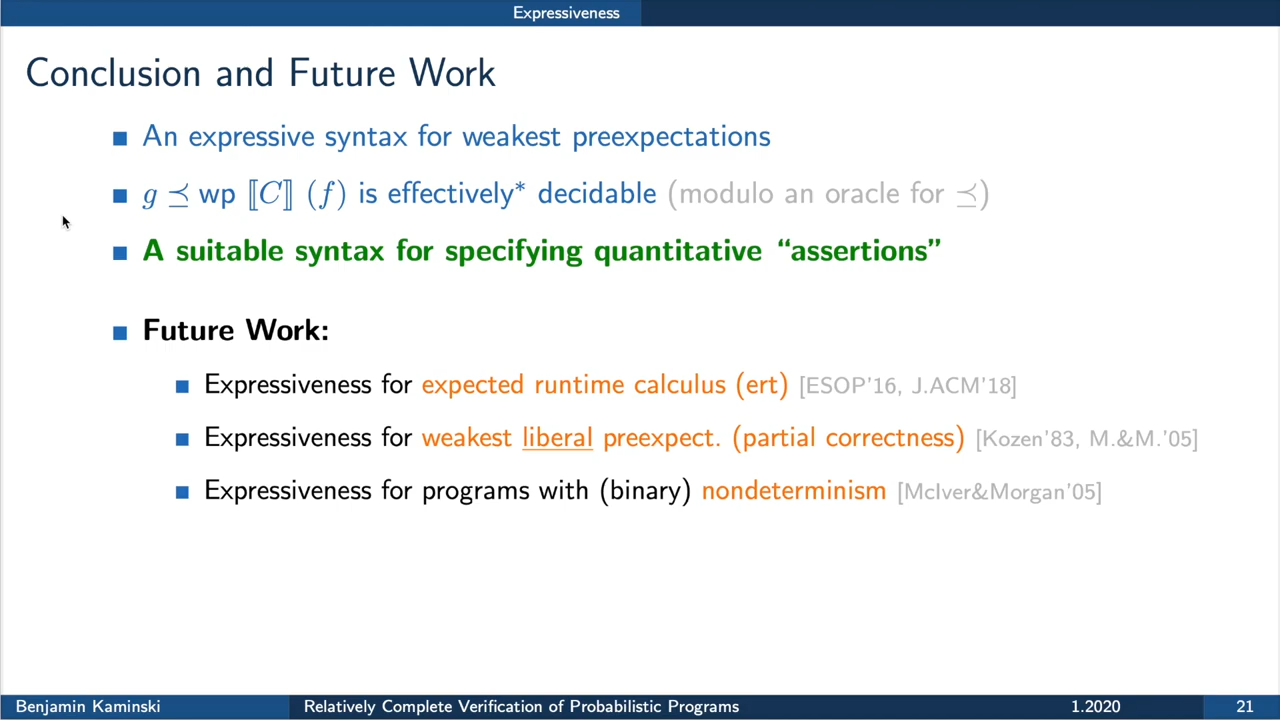 Expressiveness
Conclusion and Future Work
■ An expressive syntax for weakest preexpectations
■ g ⪯ wp ⟦C⟧ (f) is effectively* decidable (modulo an oracle for ⪯)
■ A suitable syntax for specifying quantitative “assertions”
■ Future Work:
■ Expressiveness for expected runtime calculus (ert) [ESOP’16, J.ACM’18]
■ Expressiveness for weakest liberal preexpect. (partial correctness) [Kozen’83, M.&M.’05]
■ Expressiveness for programs with (binary) nondeterminism [McIver&Morgan’05]
Benjamin Kaminski Relatively Complete Verification of Probabilistic Programs 1.2020 21